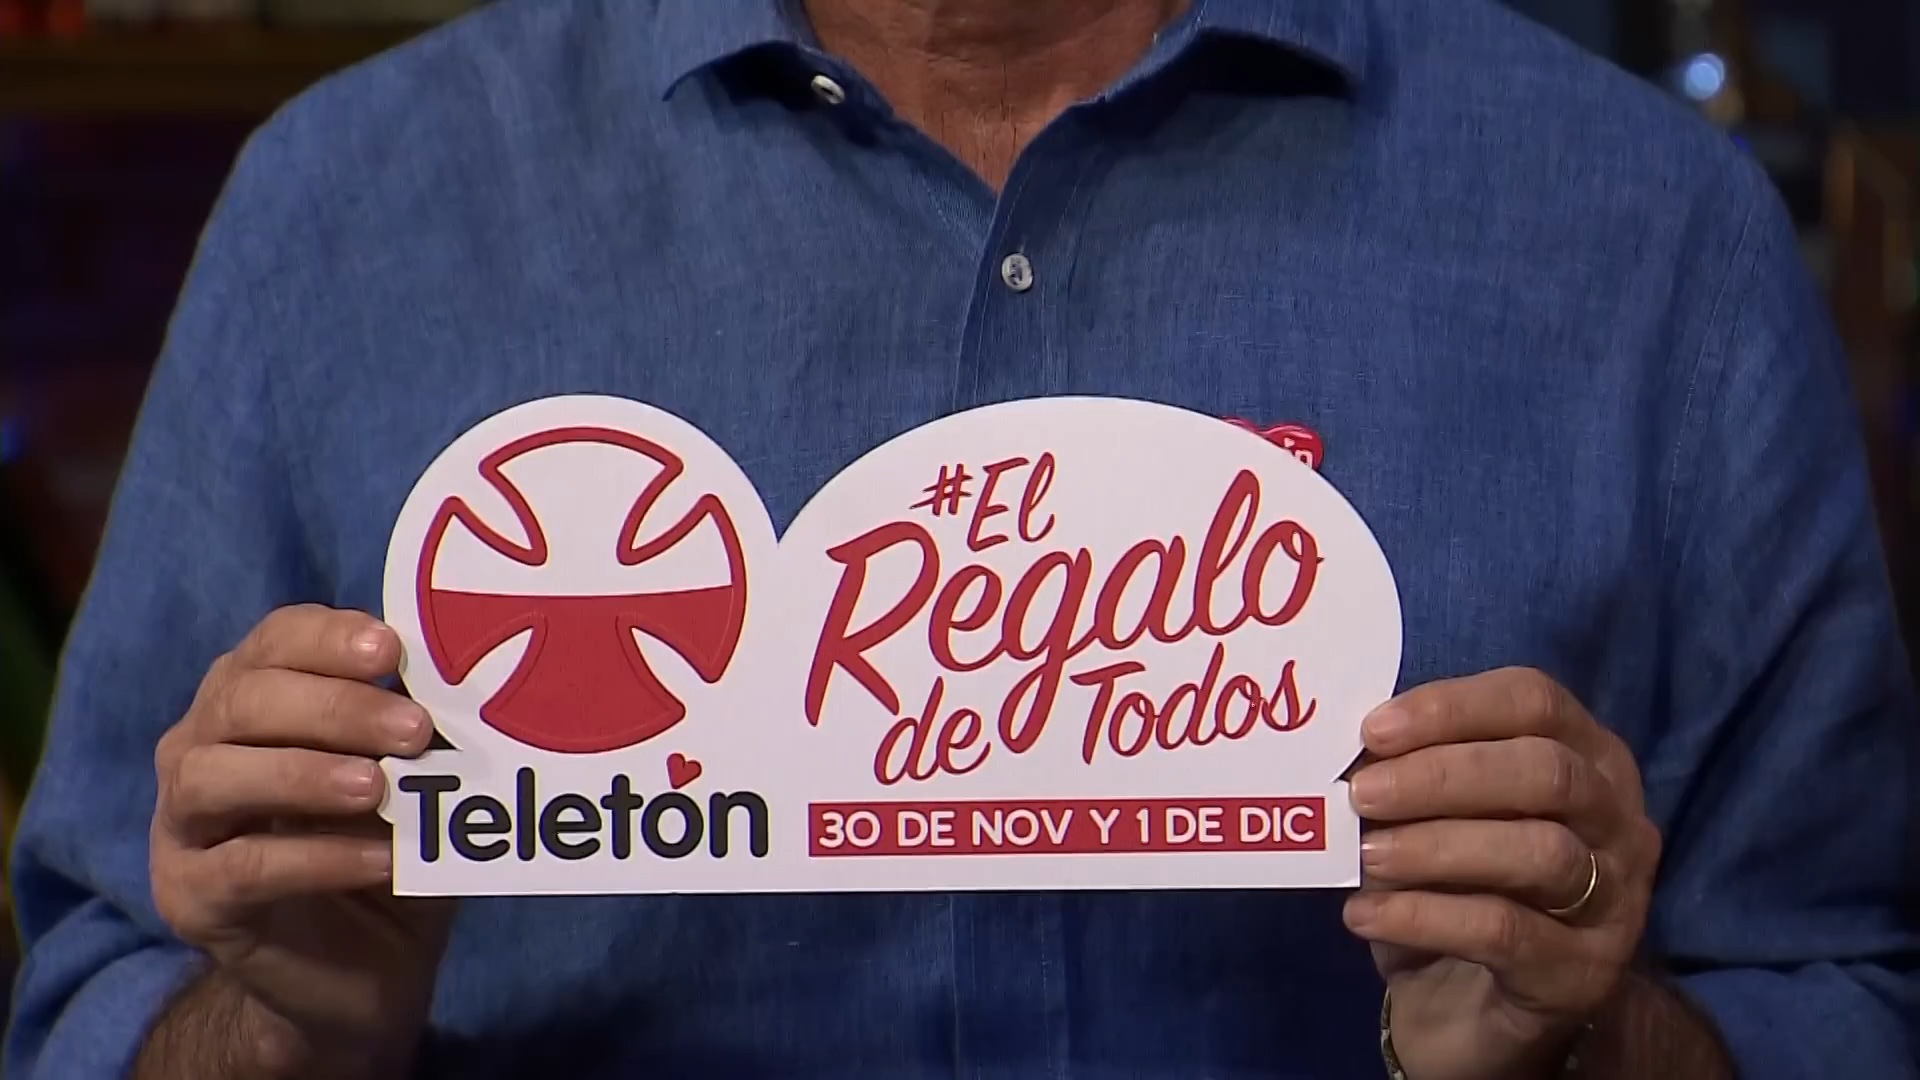 Teletón
#El
Regalo
de Todos
30 DE NOV Y 1 DE DIC